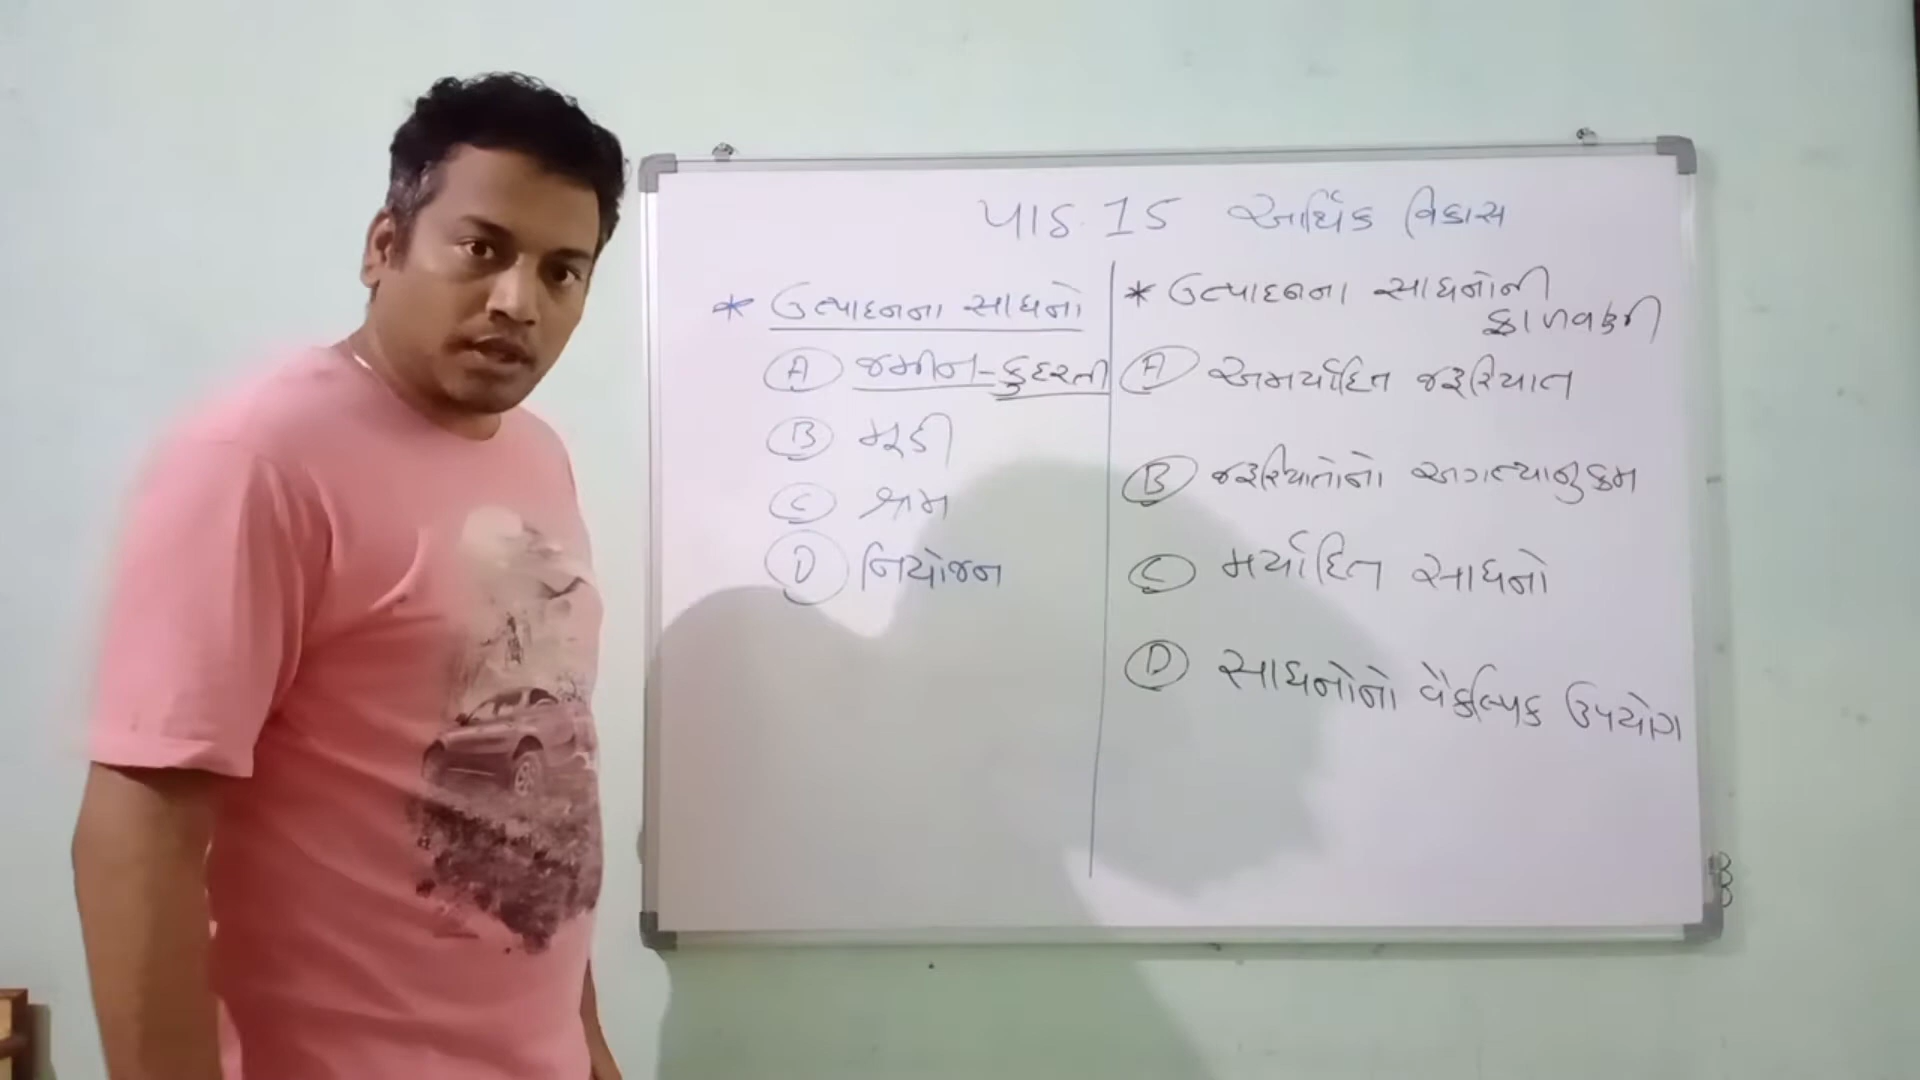 પાઠ.15 આર્થિક વિકાસ
* ઉત્પાદનના સાધનો
A જમીન-કુદરતી
B મૂડી
C શ્રમ
D નિયોજન
* ઉત્પાદનના સાધનોની
ફાળવણી
A અમર્યાદિત જરૂરિયાત
B જરૂરિયાતોનો અગત્યાનુક્રમ
C મર્યાદિત સાધનો
D સાધનોનો વૈકલ્પિક ઉપયોગ